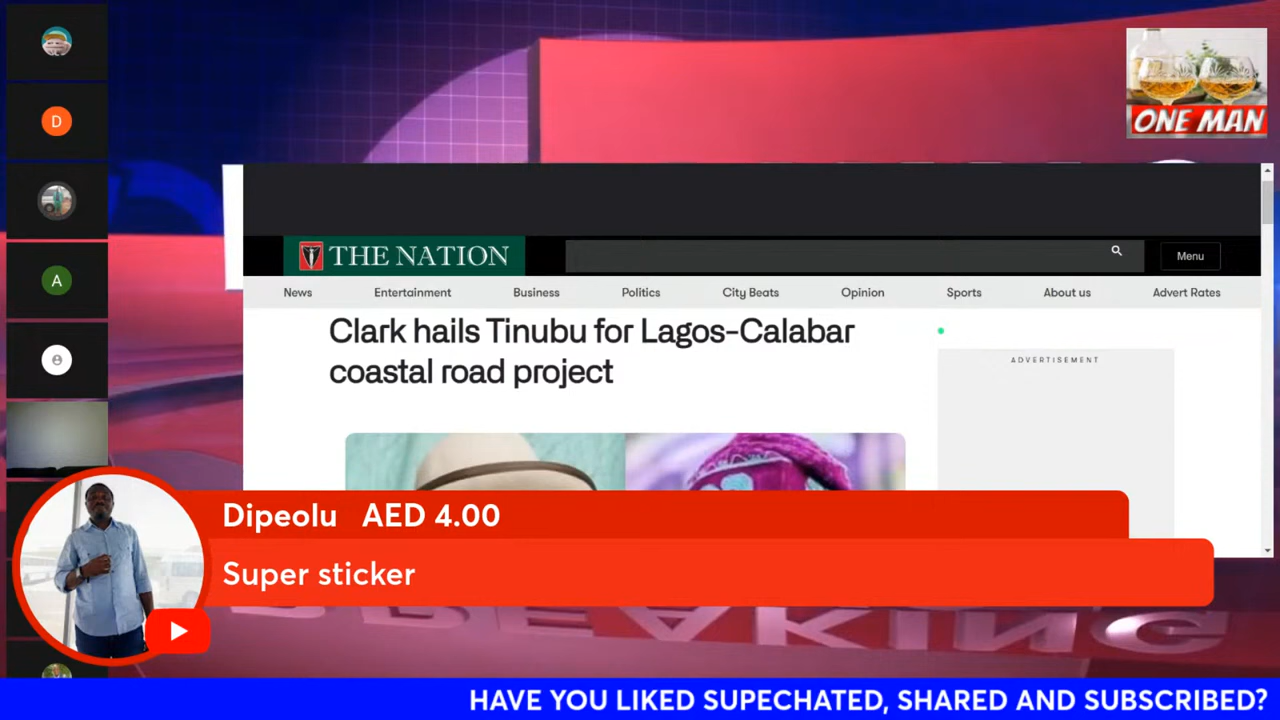 D
A
ONE MAN
THE NATION
Menu
News Entertainment Business Politics City Beats Opinion Sports About us Advert Rates
Clark hails Tinubu for Lagos-Calabar
coastal road project
ADVERTISEMENT
Dipeolu AED 4.00
Super sticker
HAVE YOU LIKED SUPECHATED, SHARED AND SUBSCRIBED?